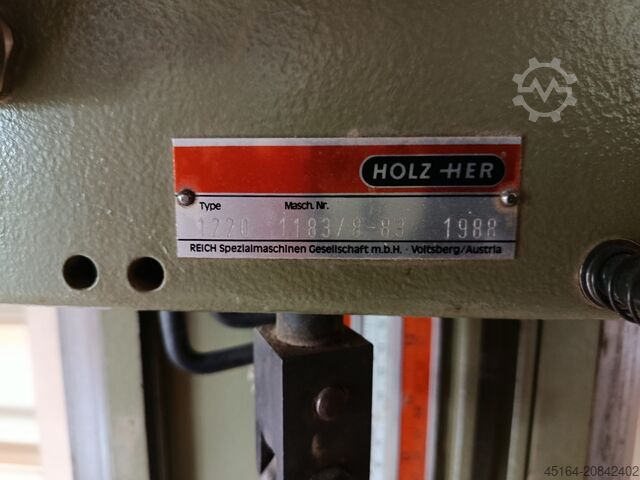 HOLZ-HER
Type Masch. Nr.
1220 1183/8-83 1988
REICH Spezialmaschinen Gesellschaft m.b.H. · Voitsberg/Austria
45164-20842402